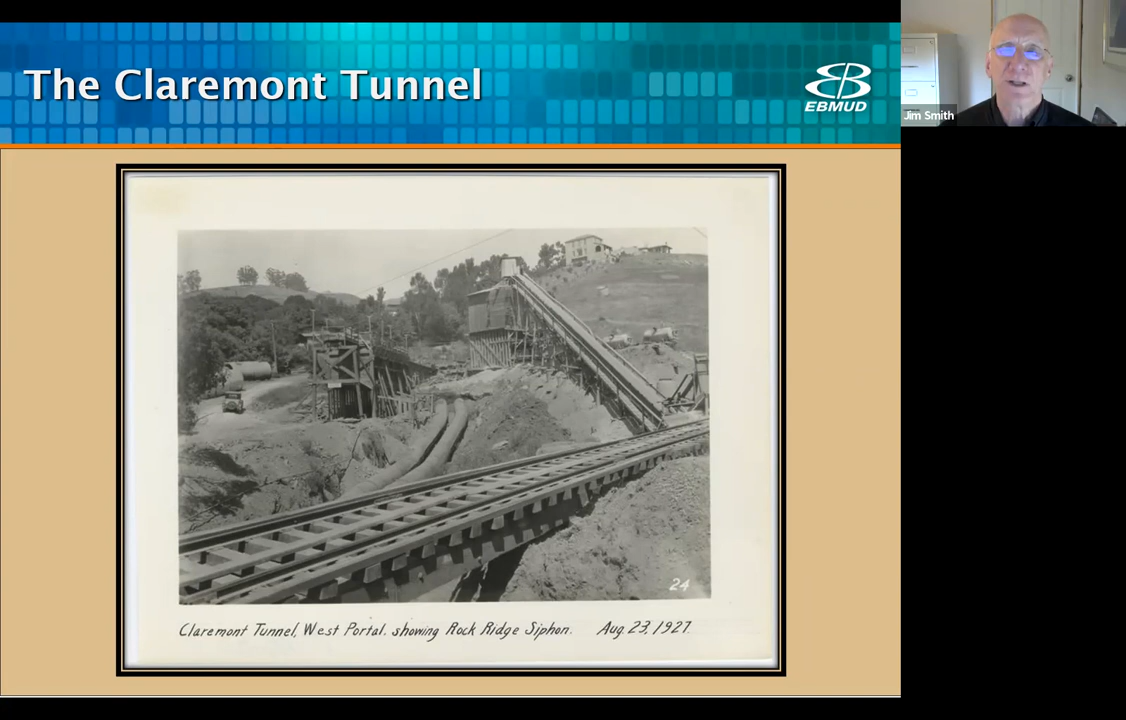 The Claremont Tunnel
EBMUD
Jim Smith
24
Claremont Tunnel, West Portal. showing Rock Ridge Siphon. Aug. 23, 1927.